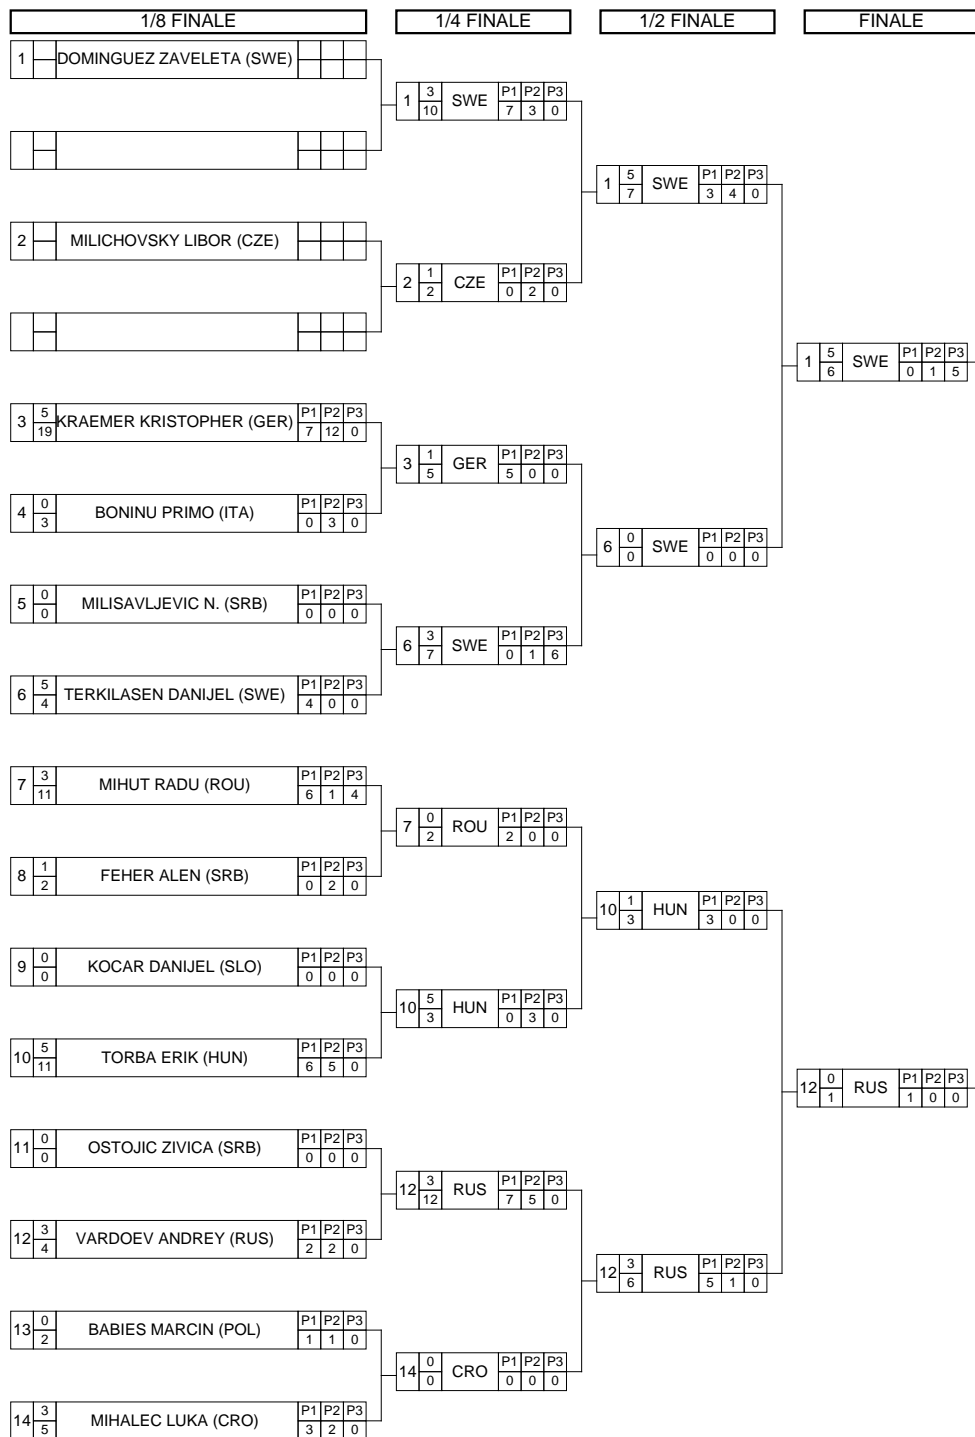 1/8 FINALE 1/4 FINALE 1/2 FINALE FINALE
1 DOMINGUEZ ZAVELETA (SWE)
1 3 10 SWE P1 P2 P3 7 3 0
1 5 7 SWE P1 P2 P3 3 4 0
2 MILICHOVSKY LIBOR (CZE)
2 1 2 CZE P1 P2 P3 0 2 0
1 5 6 SWE P1 P2 P3 0 1 5
3 5 19 KRAEMER KRISTOPHER (GER) P1 P2 P3 7 12 0
3 1 5 GER P1 P2 P3 5 0 0
4 0 3 BONINU PRIMO (ITA) P1 P2 P3 0 3 0
6 0 0 SWE P1 P2 P3 0 0 0
5 0 0 MILISAVLJEVIC N. (SRB) P1 P2 P3 0 0 0
6 3 7 SWE P1 P2 P3 0 1 6
6 5 4 TERKILASEN DANIJEL (SWE) P1 P2 P3 4 0 0
7 3 11 MIHUT RADU (ROU) P1 P2 P3 6 1 4
7 0 2 ROU P1 P2 P3 2 0 0
8 1 2 FEHER ALEN (SRB) P1 P2 P3 0 2 0
10 1 3 HUN P1 P2 P3 3 0 0
9 0 0 KOCAR DANIJEL (SLO) P1 P2 P3 0 0 0
10 5 3 HUN P1 P2 P3 0 3 0
10 5 11 TORBA ERIK (HUN) P1 P2 P3 6 5 0
12 0 1 RUS P1 P2 P3 1 0 0
11 0 0 OSTOJIC ZIVICA (SRB) P1 P2 P3 0 0 0
12 3 12 RUS P1 P2 P3 7 5 0
12 3 4 VARDOEV ANDREY (RUS) P1 P2 P3 2 2 0
12 3 6 RUS P1 P2 P3 5 1 0
13 0 2 BABIES MARCIN (POL) P1 P2 P3 1 1 0
14 0 0 CRO P1 P2 P3 0 0 0
14 3 5 MIHALEC LUKA (CRO) P1 P2 P3 3 2 0